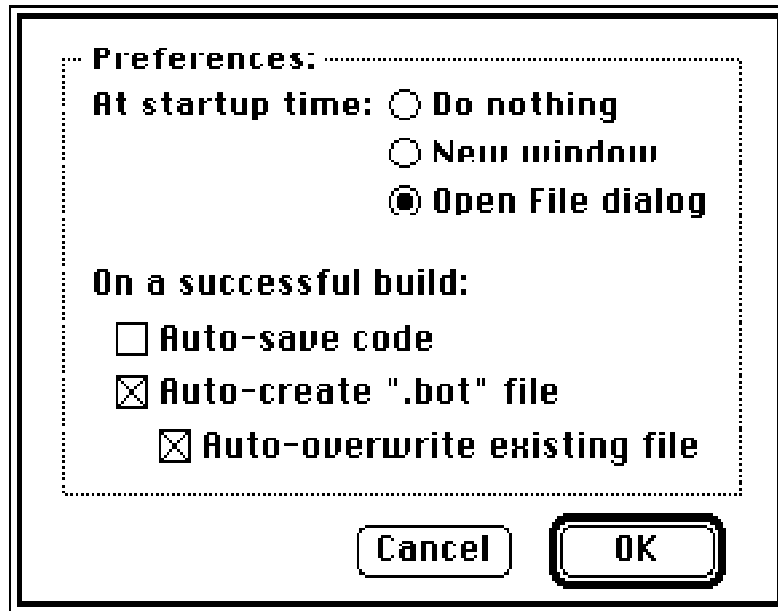 Preferences:
At startup time: Do nothing
New window
Open File dialog
On a successful build:
Auto-save code
Auto-create ".bot" file
Auto-overwrite existing file
Cancel OK